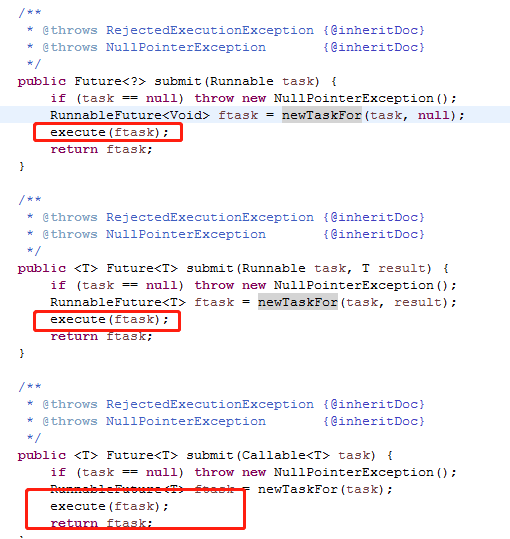 /**
 * @throws RejectedExecutionException {@inheritDoc}
 * @throws NullPointerException       {@inheritDoc}
 */
public Future<?> submit(Runnable task) {
    if (task == null) throw new NullPointerException();
    RunnableFuture<Void> ftask = newTaskFor(task, null);
    execute(ftask);
    return ftask;
}

/**
 * @throws RejectedExecutionException {@inheritDoc}
 * @throws NullPointerException       {@inheritDoc}
 */
public <T> Future<T> submit(Runnable task, T result) {
    if (task == null) throw new NullPointerException();
    RunnableFuture<T> ftask = newTaskFor(task, result);
    execute(ftask);
    return ftask;
}

/**
 * @throws RejectedExecutionException {@inheritDoc}
 * @throws NullPointerException       {@inheritDoc}
 */
public <T> Future<T> submit(Callable<T> task) {
    if (task == null) throw new NullPointerException();
    RunnableFuture<T> ftask = newTaskFor(task);
    execute(ftask);
    return ftask;